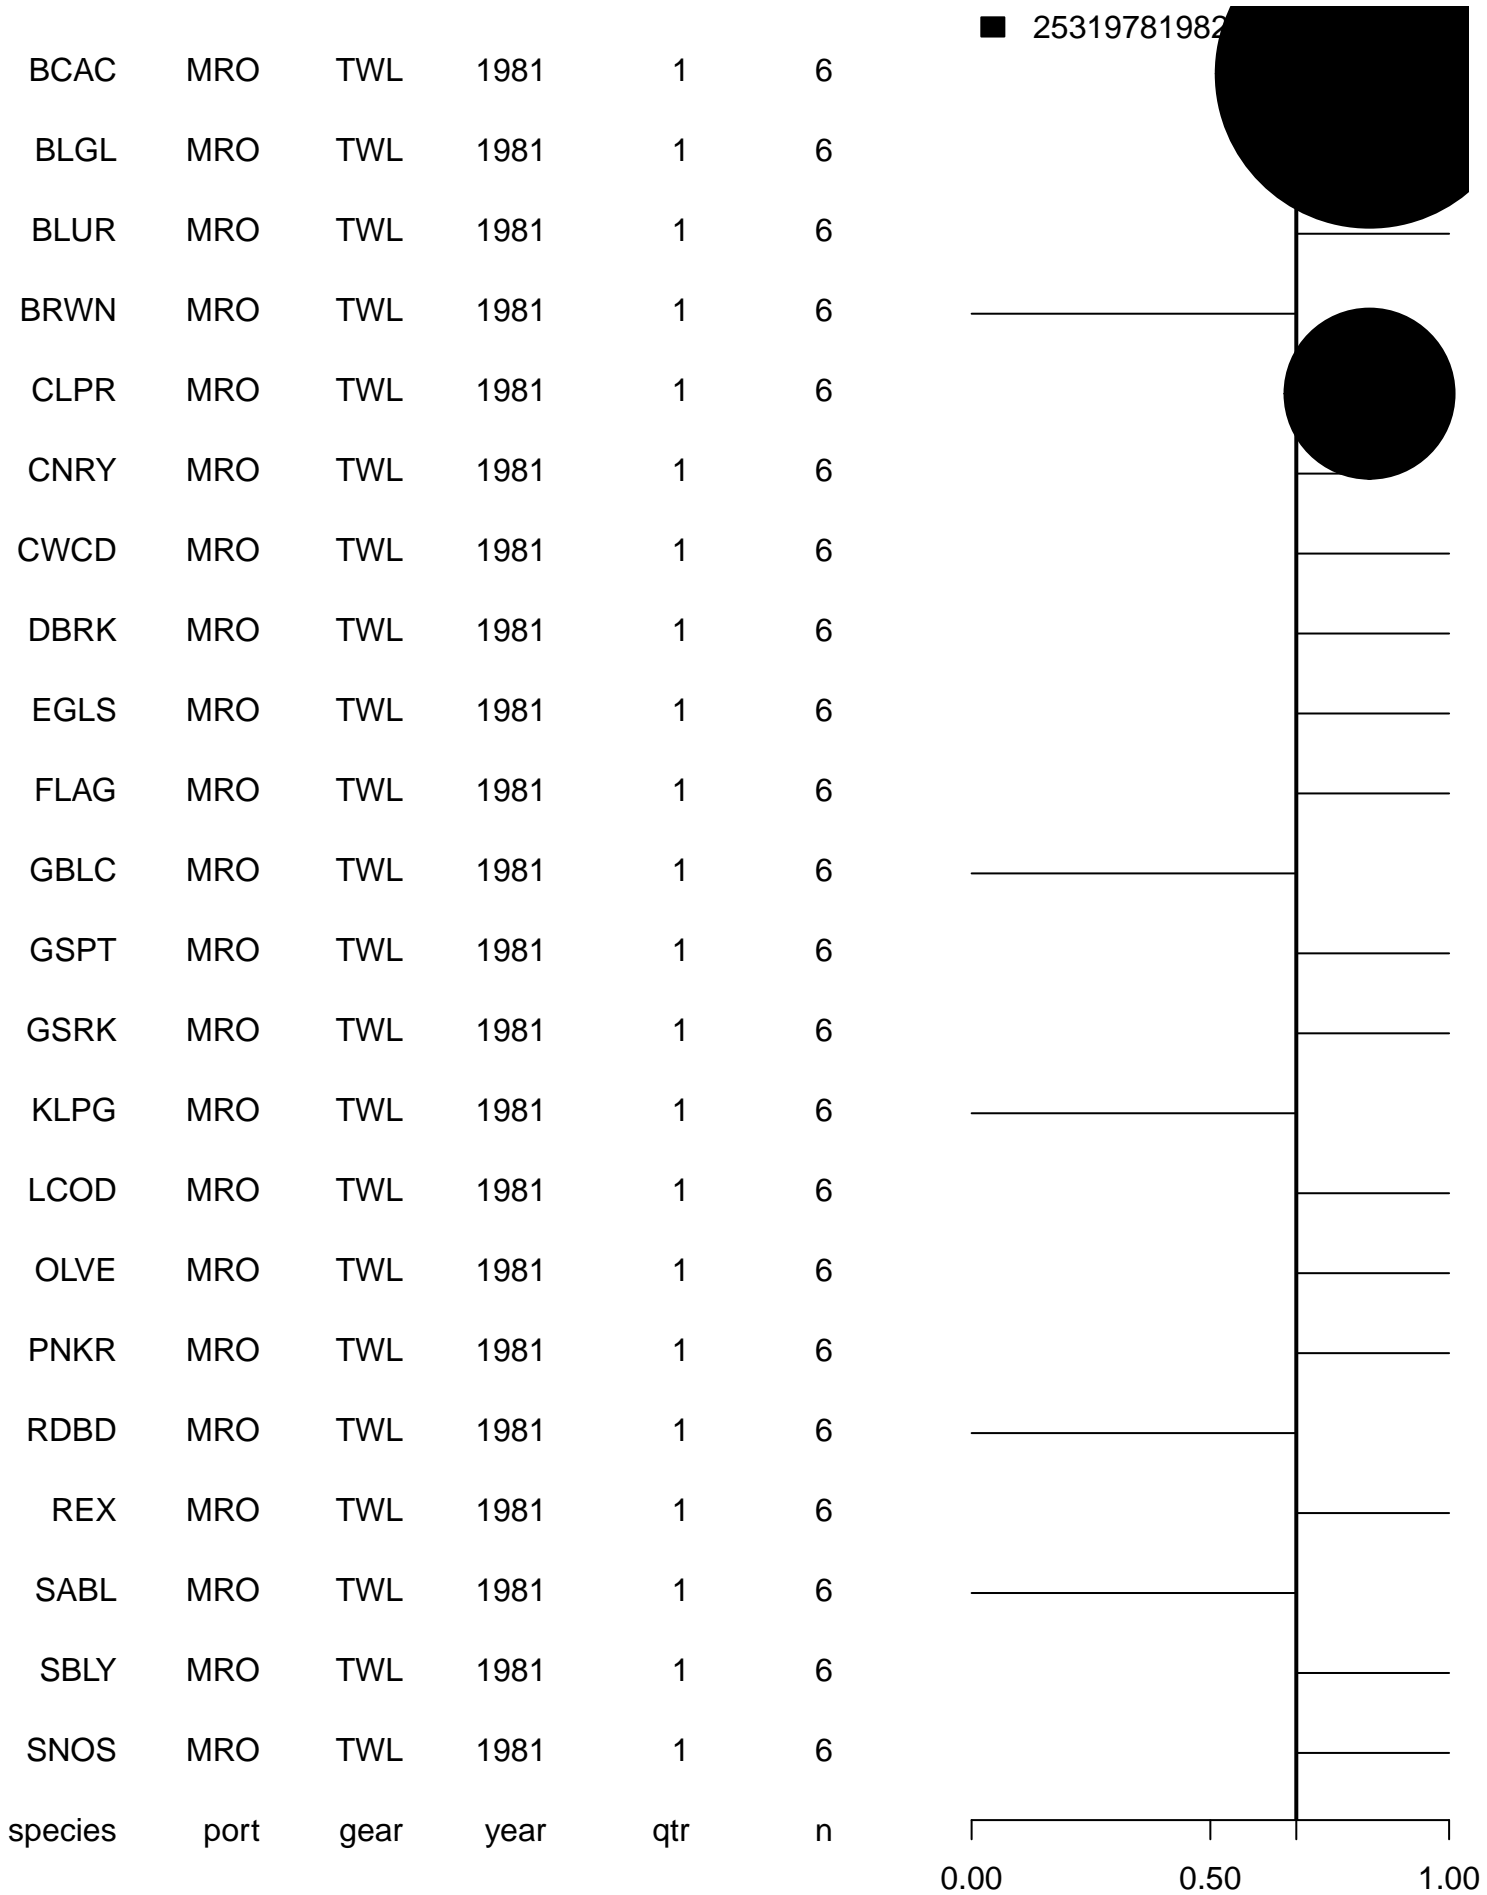 25319781982
BCAC MRO TWL 1981 1 6
BLGL MRO TWL 1981 1 6
BLUR MRO TWL 1981 1 6
BRWN MRO TWL 1981 1 6
CLPR MRO TWL 1981 1 6
CNRY MRO TWL 1981 1 6
CWCD MRO TWL 1981 1 6
DBRK MRO TWL 1981 1 6
EGLS MRO TWL 1981 1 6
FLAG MRO TWL 1981 1 6
GBLC MRO TWL 1981 1 6
GSPT MRO TWL 1981 1 6
GSRK MRO TWL 1981 1 6
KLPG MRO TWL 1981 1 6
LCOD MRO TWL 1981 1 6
OLVE MRO TWL 1981 1 6
PNKR MRO TWL 1981 1 6
RDBD MRO TWL 1981 1 6
REX MRO TWL 1981 1 6
SABL MRO TWL 1981 1 6
SBLY MRO TWL 1981 1 6
SNOS MRO TWL 1981 1 6
species port gear year qtr n
0.00 0.50 1.00